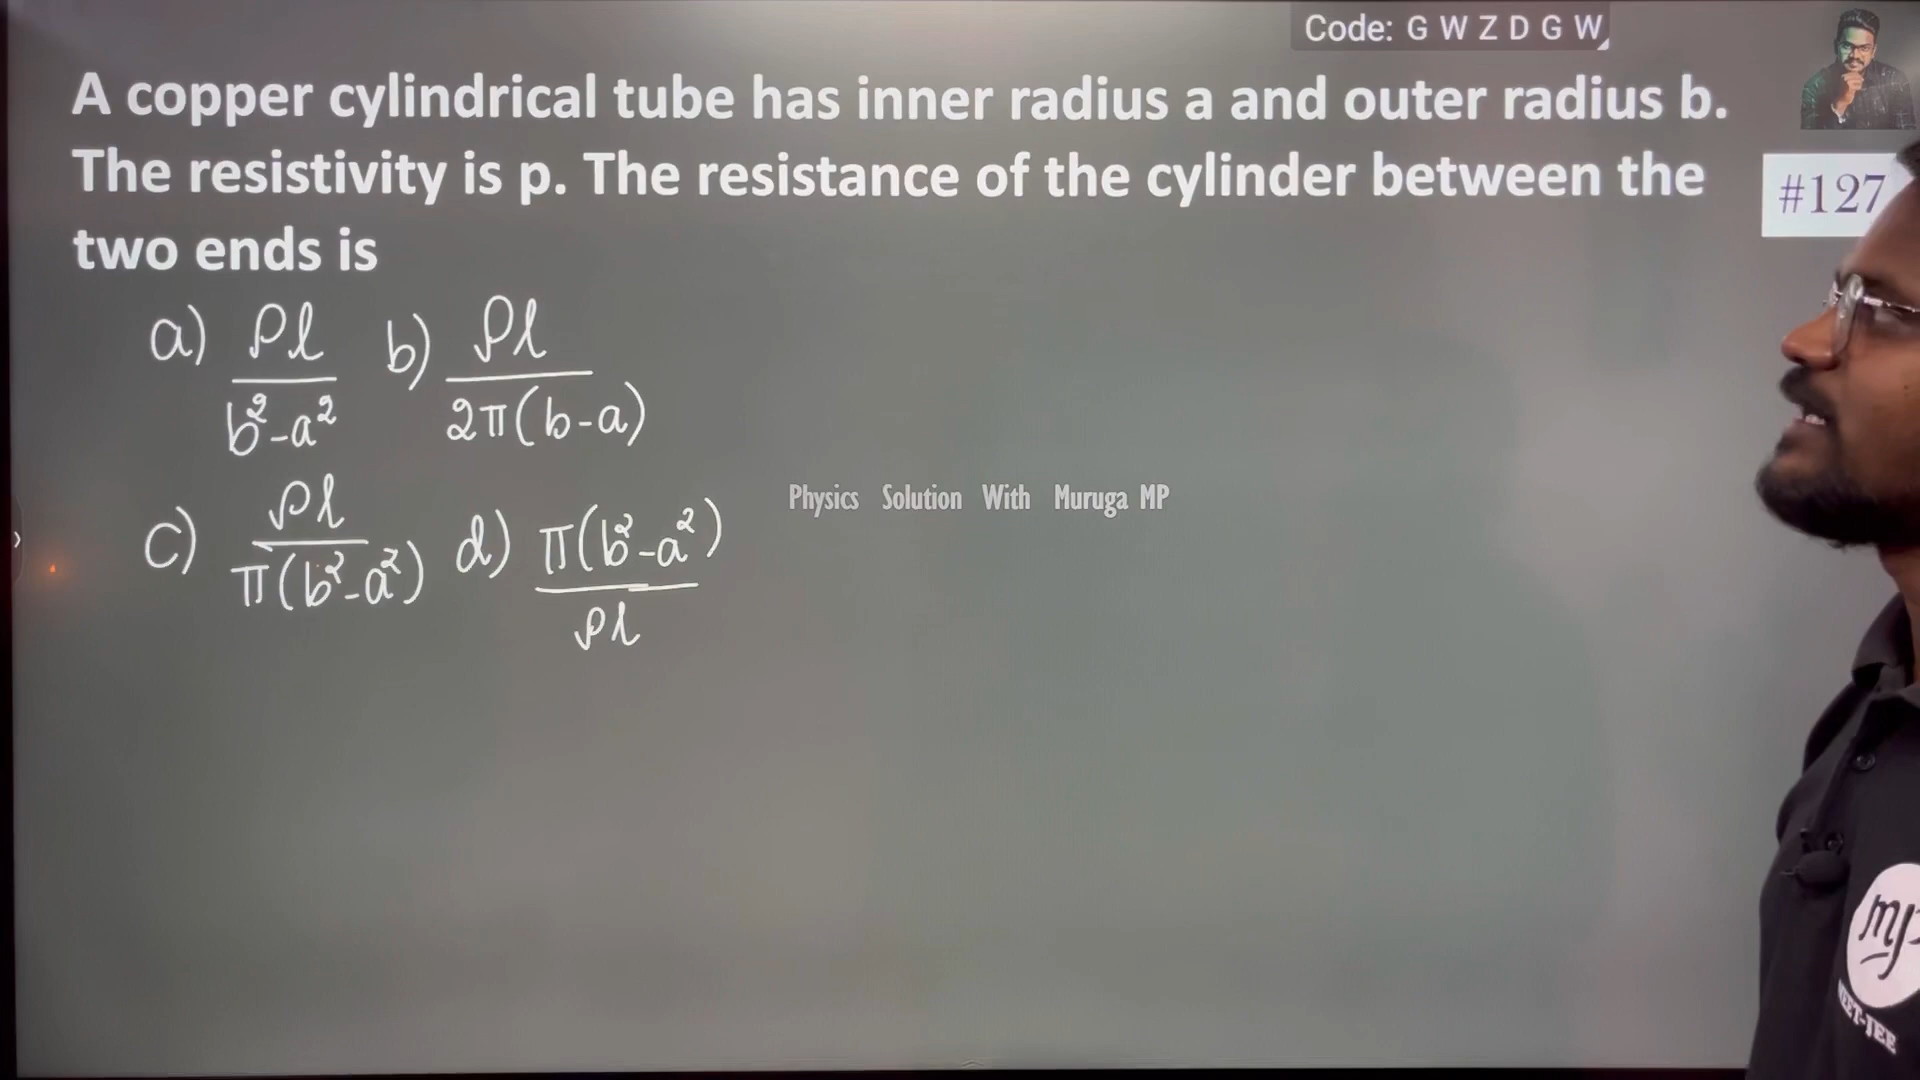 Code: G W Z D G W
A copper cylindrical tube has inner radius a and outer radius b.
The resistivity is p. The resistance of the cylinder between the
#127
two ends is
a) ρl / b²-a² b) ρl / 2π(b-a)
Physics Solution With Muruga MP
c) ρl / π(b²-a²) d) π(b²-a²) / ρl